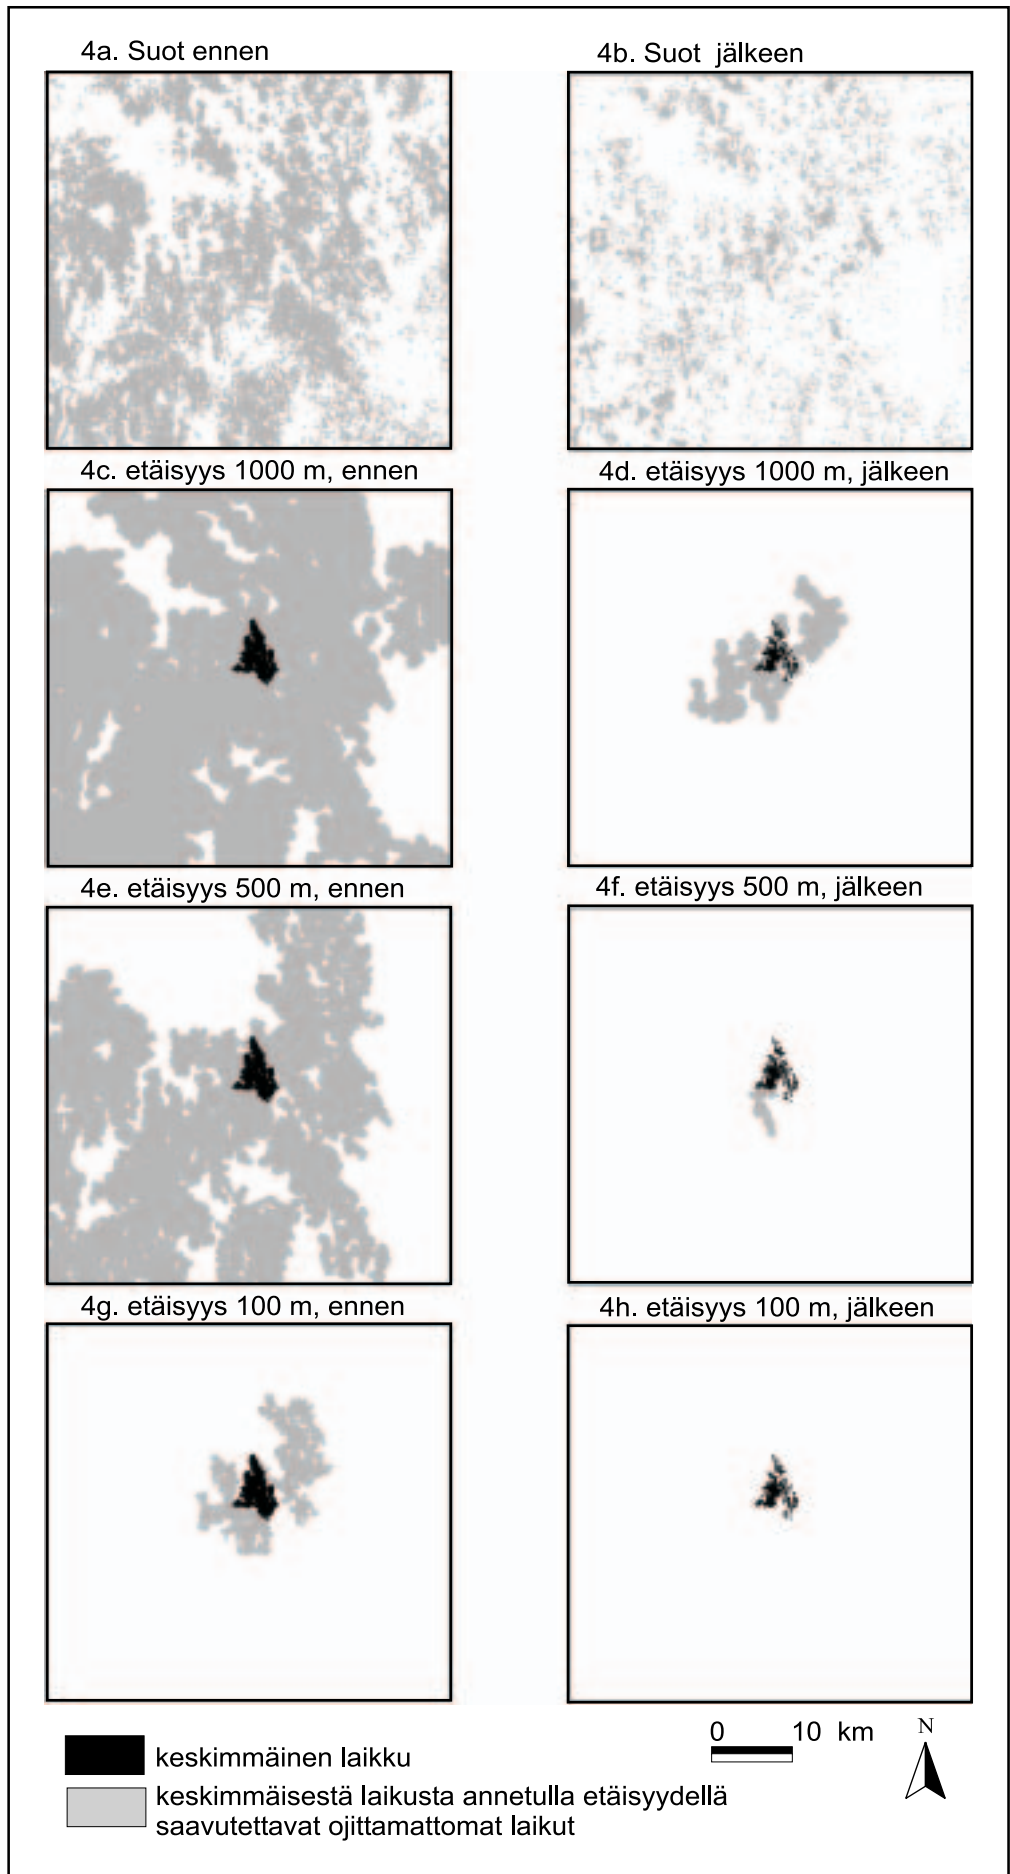 4a. Suot ennen
4b. Suot jälkeen
4c. etäisyys 1000 m, ennen
4d. etäisyys 1000 m, jälkeen
4e. etäisyys 500 m, ennen
4f. etäisyys 500 m, jälkeen
4g. etäisyys 100 m, ennen
4h. etäisyys 100 m, jälkeen
0 10 km
N
keskimmäinen laikku
keskimmäisestä laikusta annetulla etäisyydellä
saavutettavat ojittamattomat laikut